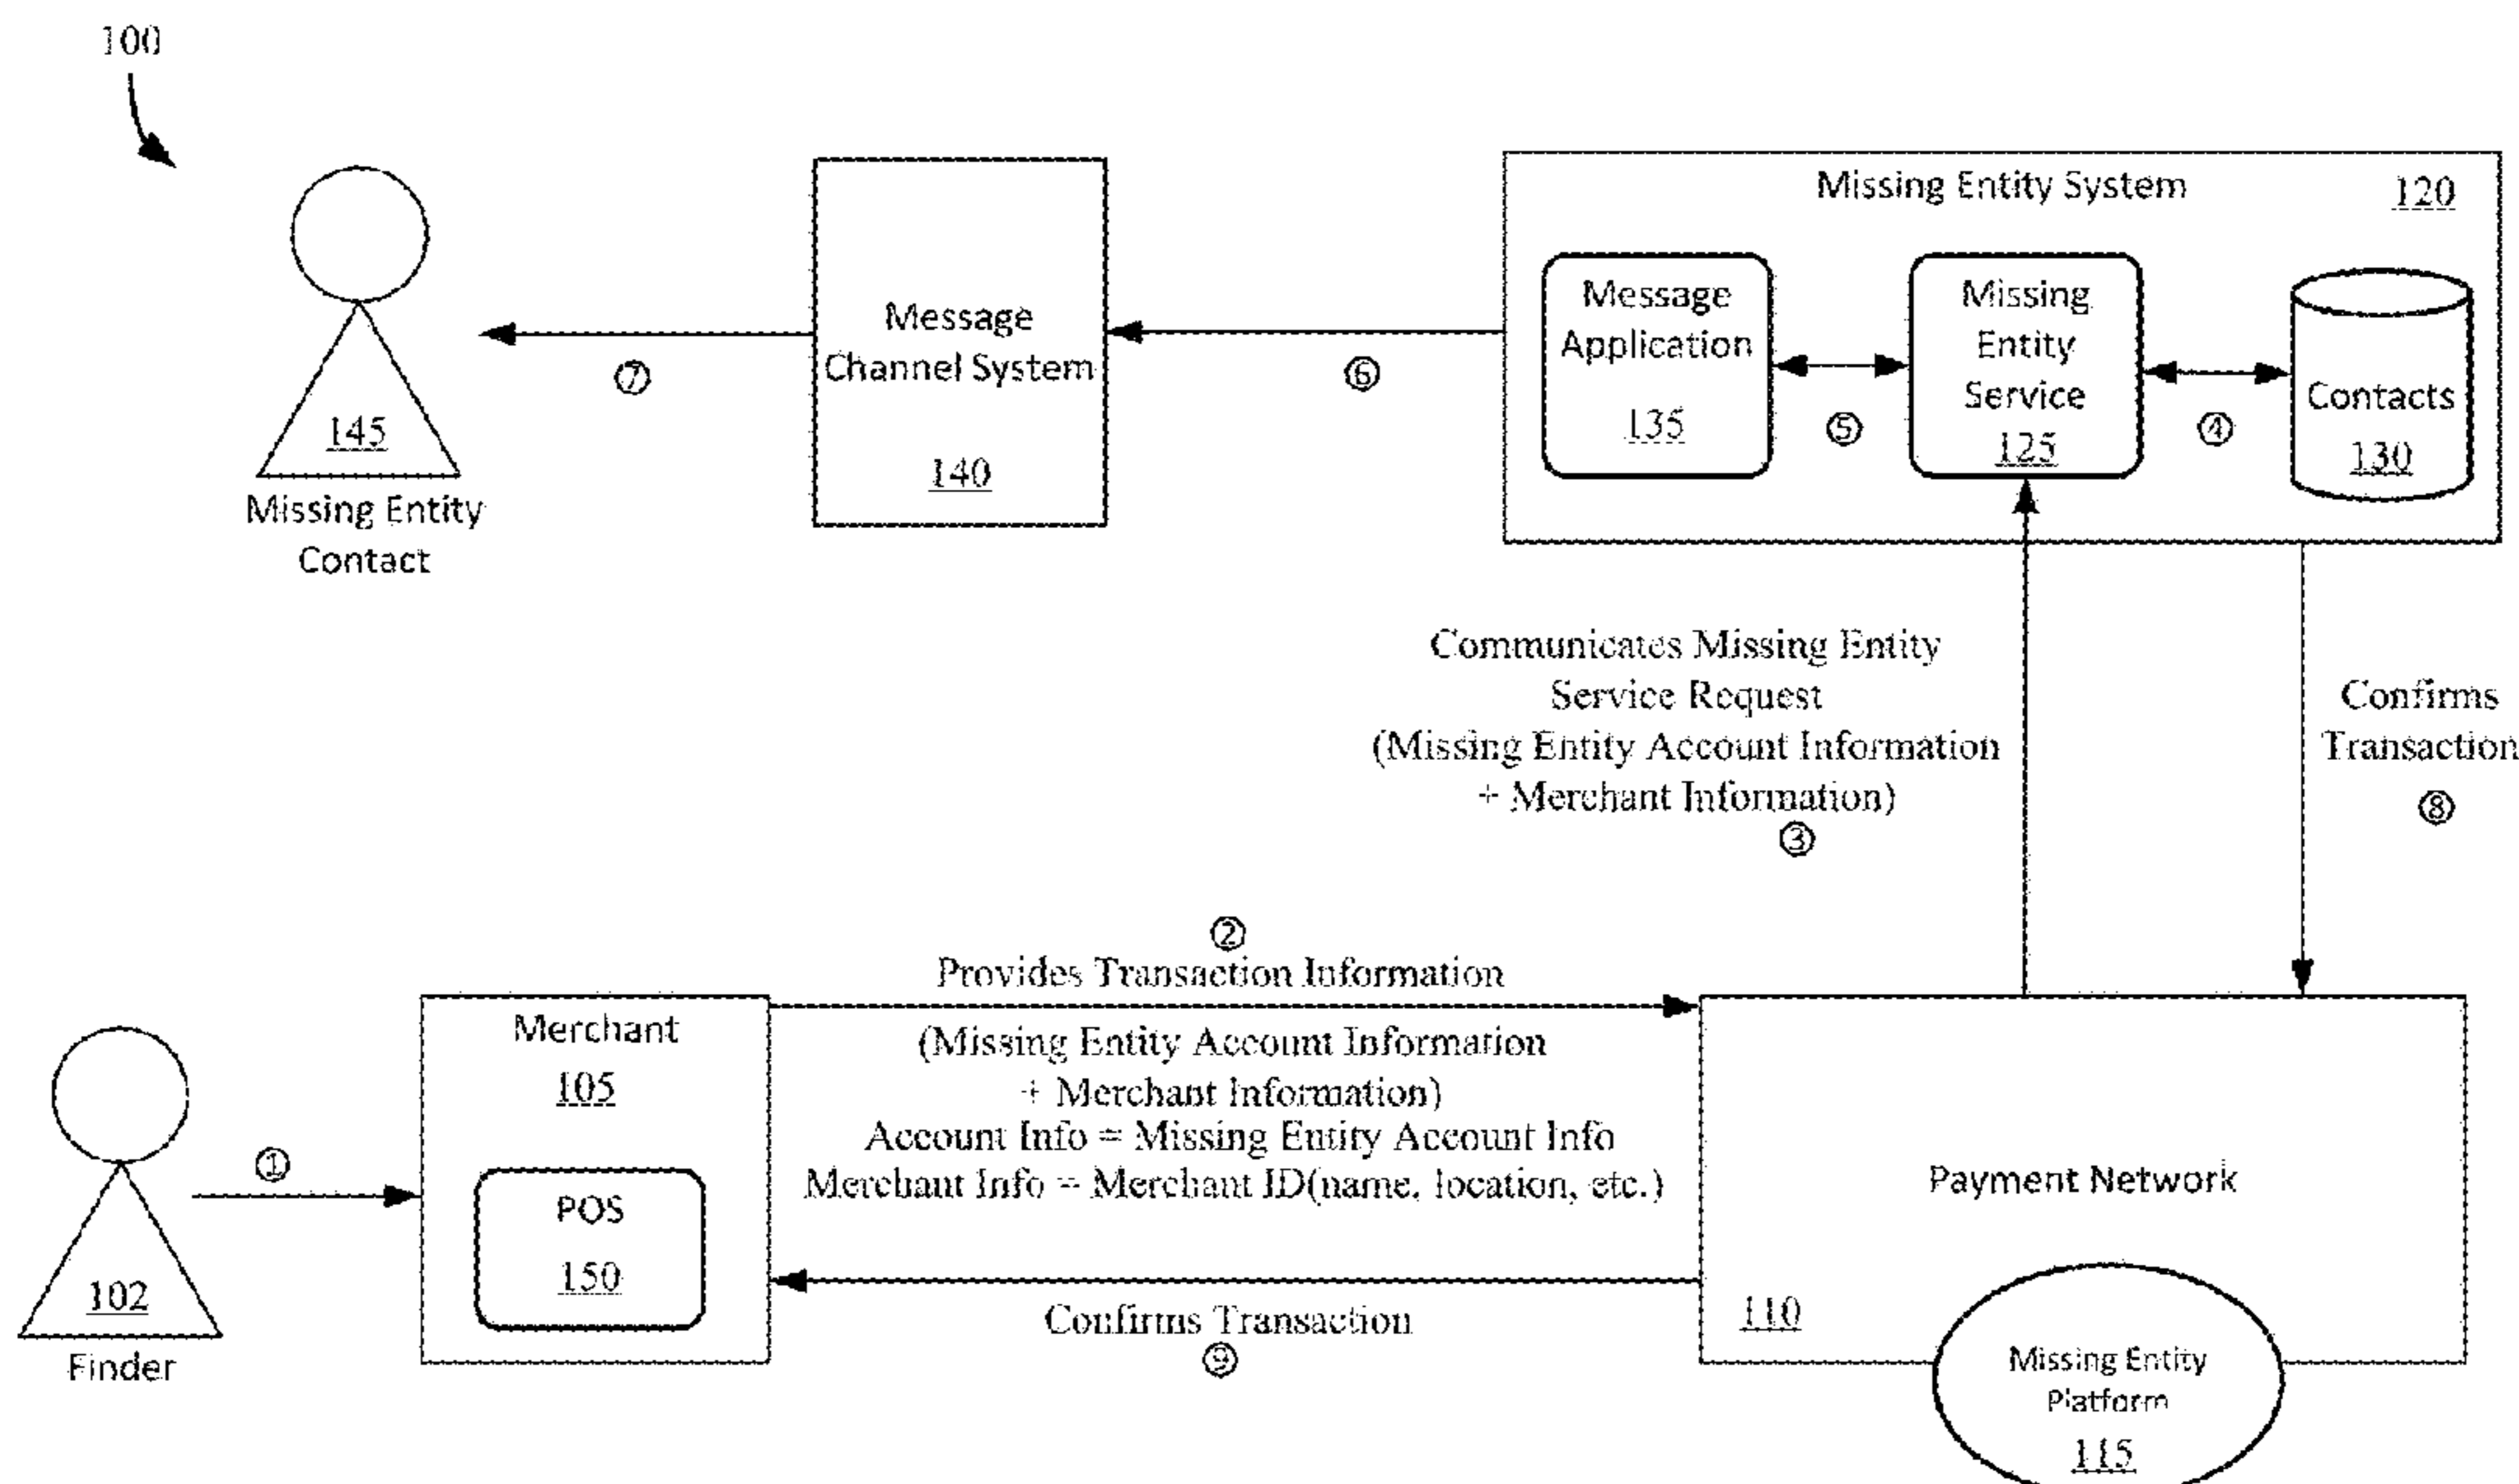 100
Missing Entity System
120
Message
Application
135
Missing
Entity
Service
125
Contacts
130
⑤
④
⑥
Message
Channel System
140
⑦
145
Missing Entity
Contact
Communicates Missing Entity
Service Request
(Missing Entity Account Information
+ Merchant Information)
③
Confirms
Transaction
⑧
②
Provides Transaction Information
(Missing Entity Account Information
+ Merchant Information)
Account Info = Missing Entity Account Info
Merchant Info = Merchant ID(name, location, etc.)
Confirms Transaction
⑨
①
102
Finder
Merchant
105
POS
150
Payment Network
110
Missing Entity
Platform
115